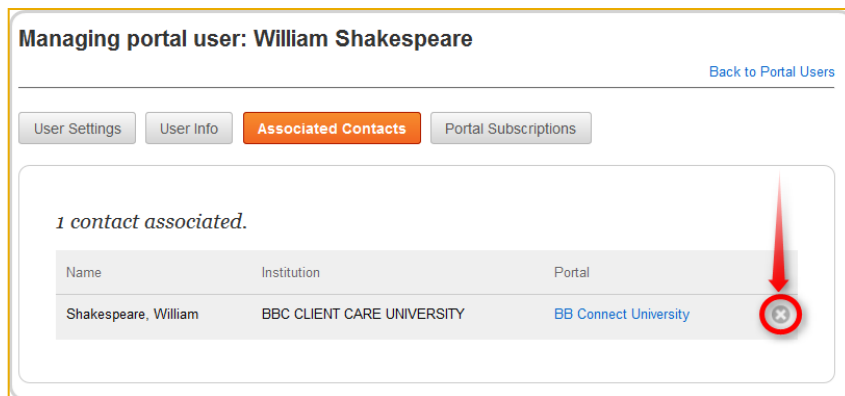 Managing portal user: William Shakespeare
Back to Portal Users
User Settings User Info Associated Contacts Portal Subscriptions
1 contact associated.
Name Institution Portal
Shakespeare, William BBC CLIENT CARE UNIVERSITY BB Connect University